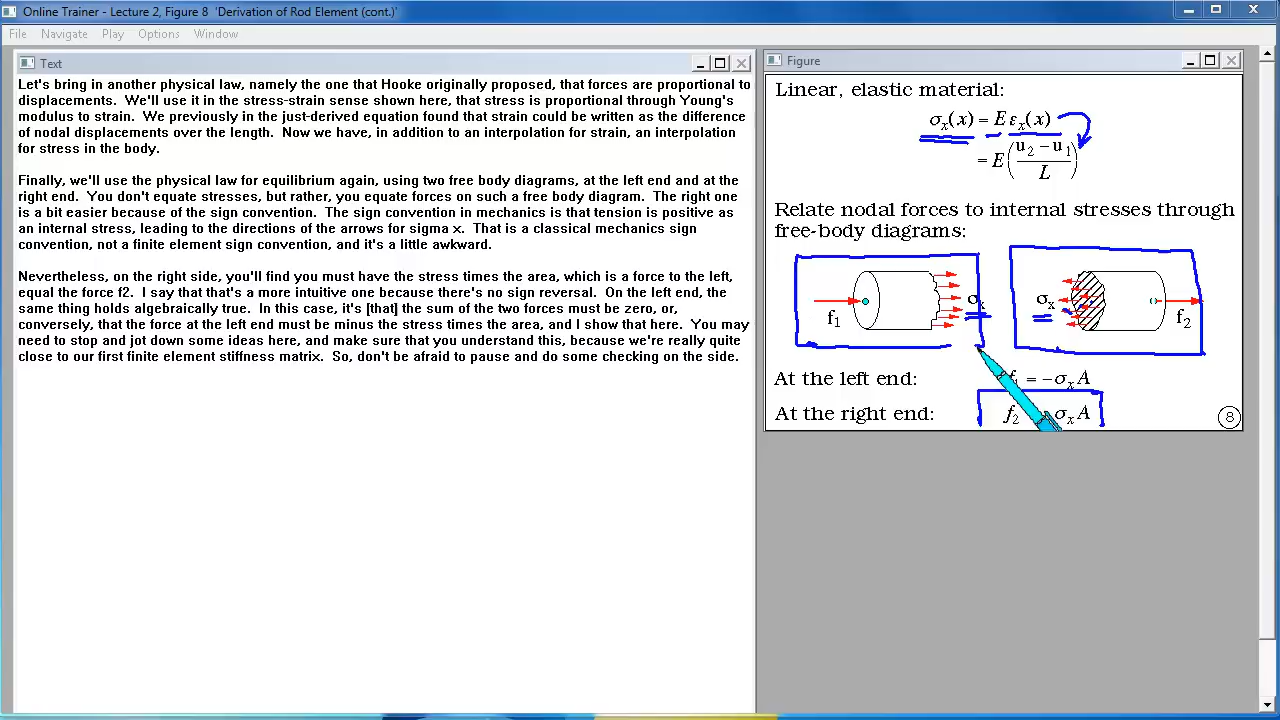 Online Trainer - Lecture 2, Figure 8 'Derivation of Rod Element (cont.)'
File Navigate Play Options Window
Text
Let's bring in another physical law, namely the one that Hooke originally proposed, that forces are proportional to
displacements. We'll use it in the stress-strain sense shown here, that stress is proportional through Young's
modulus to strain. We previously in the just-derived equation found that strain could be written as the difference
of nodal displacements over the length. Now we have, in addition to an interpolation for strain, an interpolation
for stress in the body.
Finally, we'll use the physical law for equilibrium again, using two free body diagrams, at the left end and at the
right end. You don't equate stresses, but rather, you equate forces on such a free body diagram. The right one
is a bit easier because of the sign convention. The sign convention in mechanics is that tension is positive as
an internal stress, leading to the directions of the arrows for sigma x. That is a classical mechanics sign
convention, not a finite element sign convention, and it's a little awkward.
Nevertheless, on the right side, you'll find you must have the stress times the area, which is a force to the left,
equal the force f2. I say that that's a more intuitive one because there's no sign reversal. On the left end, the
same thing holds algebraically true. In this case, it's [that] the sum of the two forces must be zero, or,
conversely, that the force at the left end must be minus the stress times the area, and I show that here. You may
need to stop and jot down some ideas here, and make sure that you understand this, because we're really quite
close to our first finite element stiffness matrix. So, don't be afraid to pause and do some checking on the side.
Figure
Linear, elastic material:
σₓ(x) = E εₓ(x)
= E (u₂ − u₁ / L)
Relate nodal forces to internal stresses through
free-body diagrams:
f₁ σₓ σₓ f₂
At the left end: f₁ = −σₓ A
At the right end: f₂ σₓ A
8